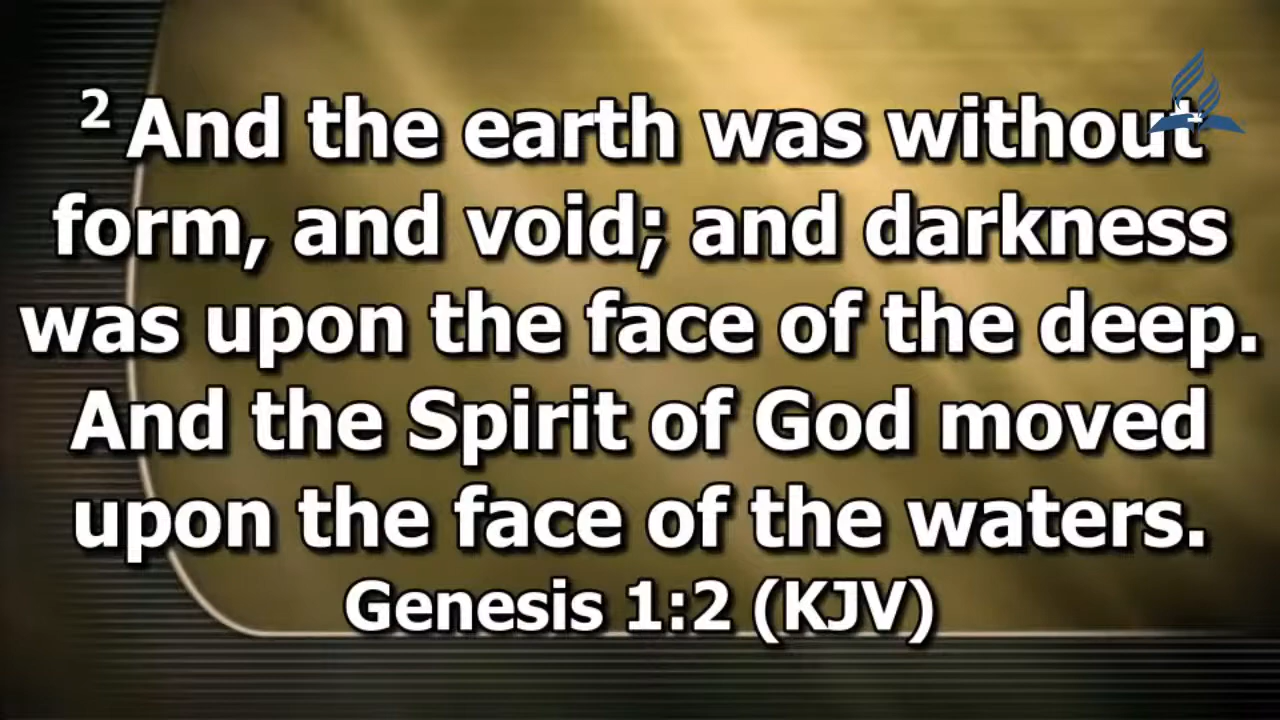 2 And the earth was without
form, and void; and darkness
was upon the face of the deep.
And the Spirit of God moved
upon the face of the waters.
Genesis 1:2 (KJV)